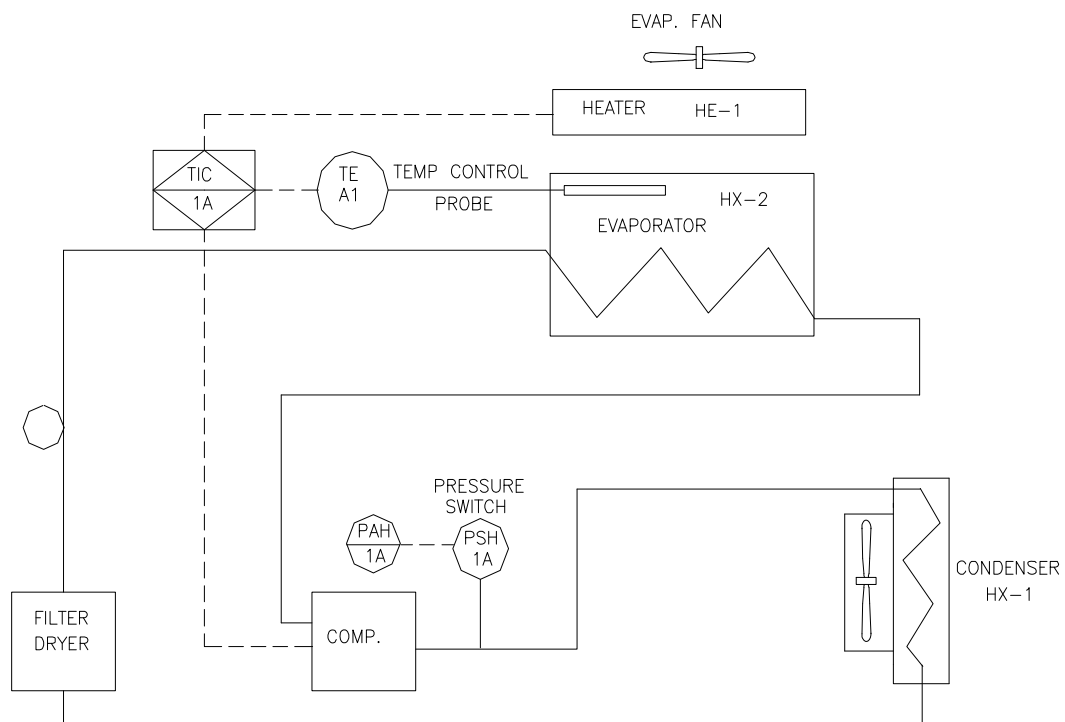 EVAP. FAN
HEATER HE-1
TIC
1A
TE
A1
TEMP CONTROL
PROBE
HX-2
EVAPORATOR
PRESSURE
SWITCH
PAH
1A
PSH
1A
CONDENSER
HX-1
FILTER
DRYER
COMP.